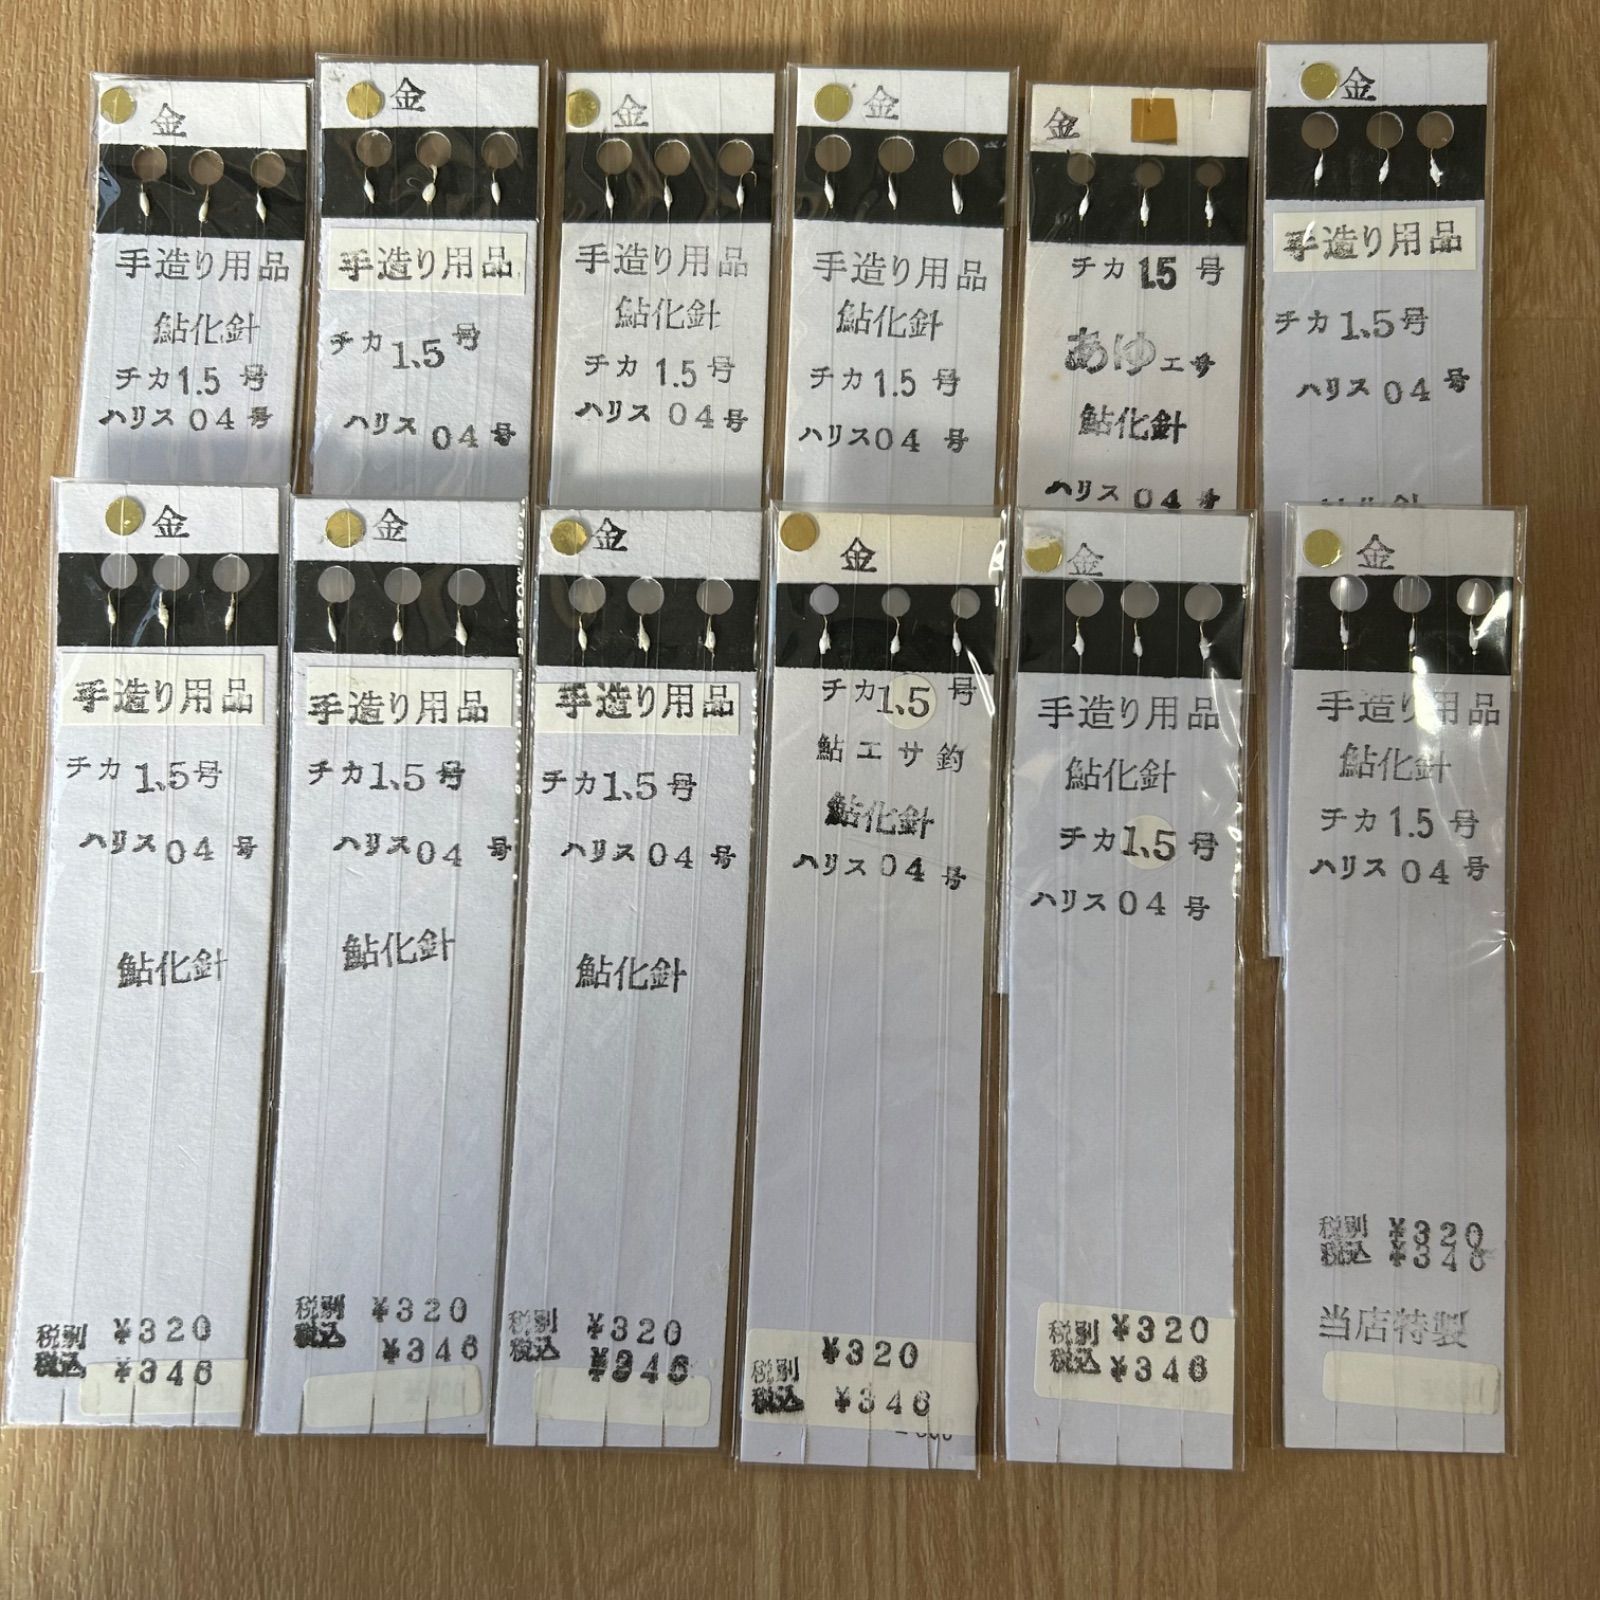 金
手造り用品
鮎化針
チカ1.5号
ハリス04号
金
手造り用品
チカ1、5号
ハリス04号
金
手造り用品
鮎化針
チカ1.5号
ハリス04号
金
手造り用品
鮎化針
チカ1.5号
ハリス04号
金
チカ1.5号
あゆエサ
鮎化針
ハリス04号
金
手造り用品
チカ1、5号
ハリス04号
金
手造り用品
チカ1、5号
ハリス04号
鮎化針
税別 ¥320
税込 ¥346
金
手造り用品
チカ1、5号
ハリス04号
鮎化針
税別 ¥320
税込 ¥346
金
手造り用品
チカ1、5号
ハリス04号
鮎化針
税別 ¥320
税込 ¥346
金
チカ1、5号
鮎エサ釣
鮎化針
ハリス04号
税別 ¥320
税込 ¥346
金
手造り用品
鮎化針
チカ1、5号
ハリス04号
税別 ¥320
税込 ¥346
金
手造り用品
鮎化針
チカ1.5号
ハリス04号
税別 ¥320
税込 ¥346
当店特製